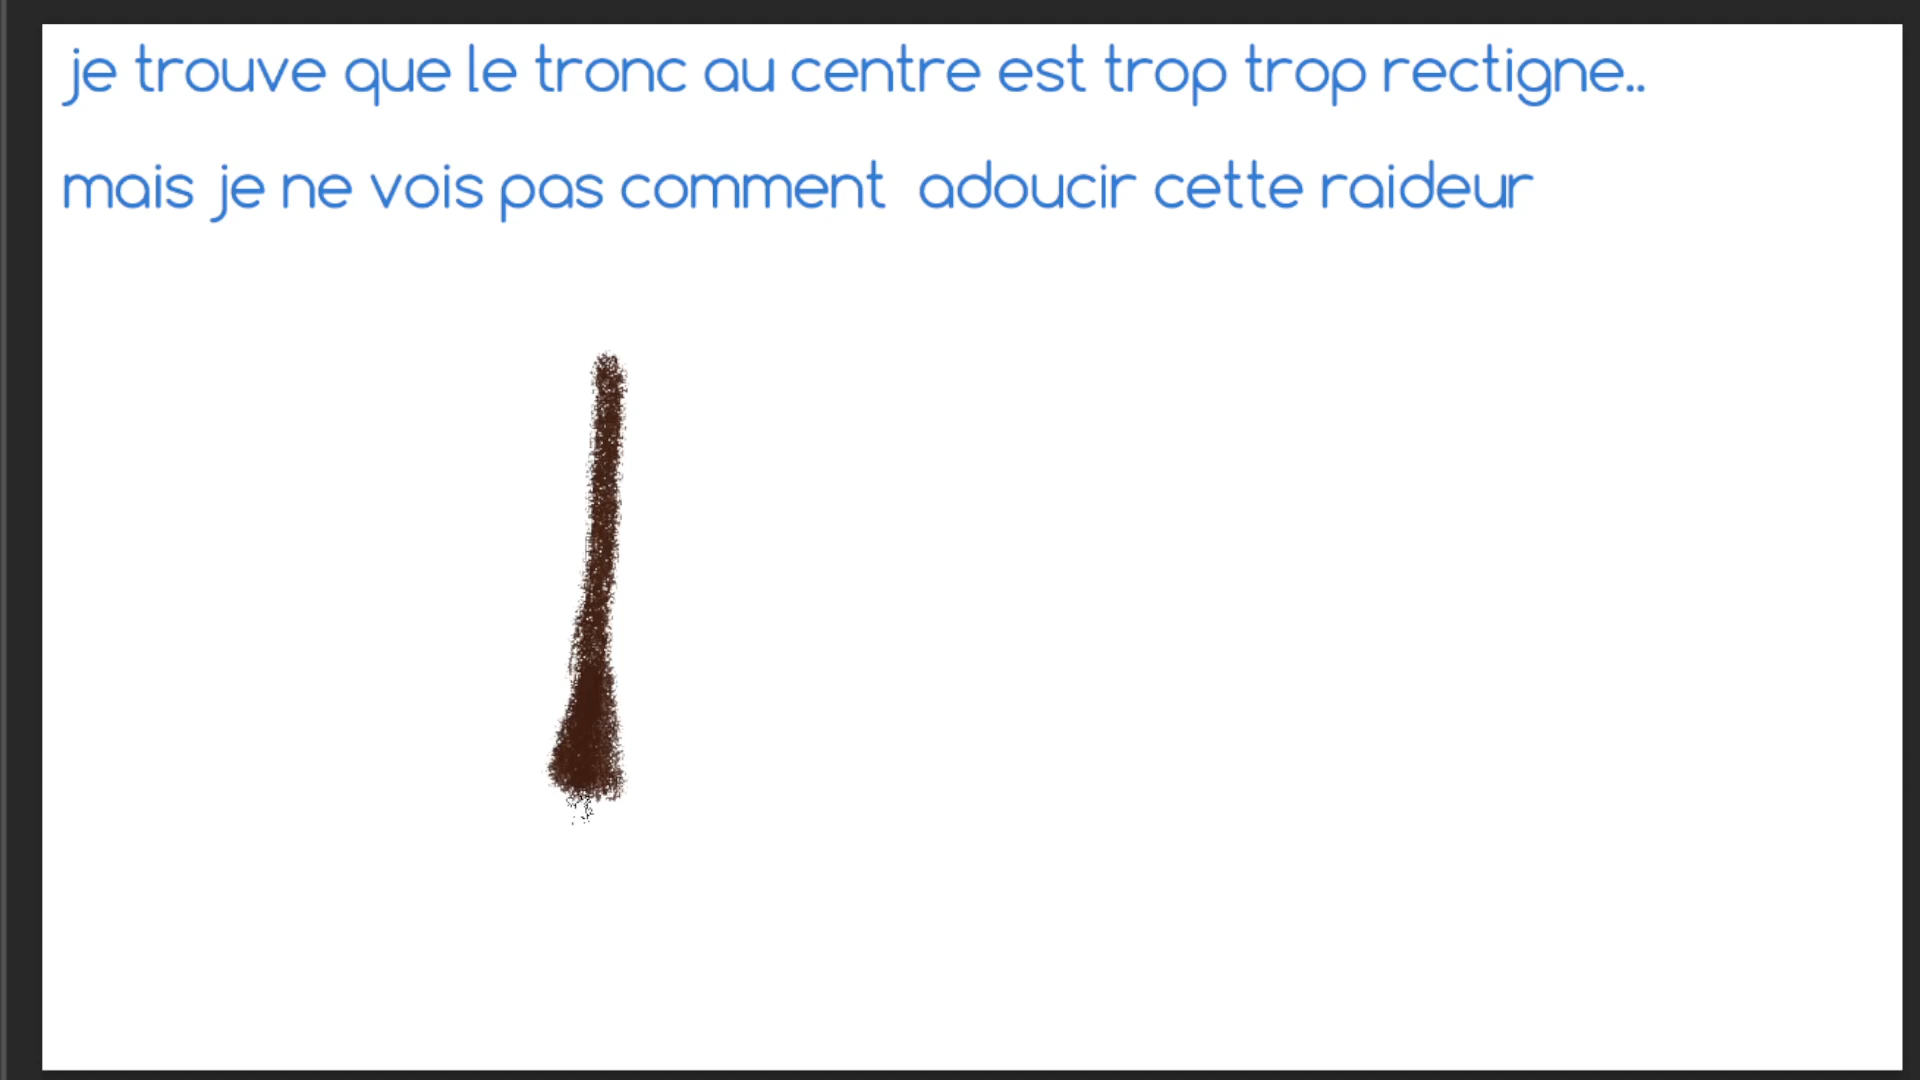 je trouve que le tronc au centre est trop trop rectigne..
mais je ne vois pas comment adoucir cette raideur